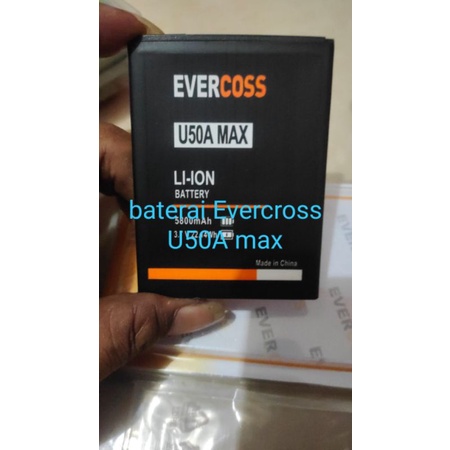 EVERCOSS
U50A MAX
LI-ION
BATTERY
baterai Evercross
5800mAh
U50A max
Made in China
EVER
EVER